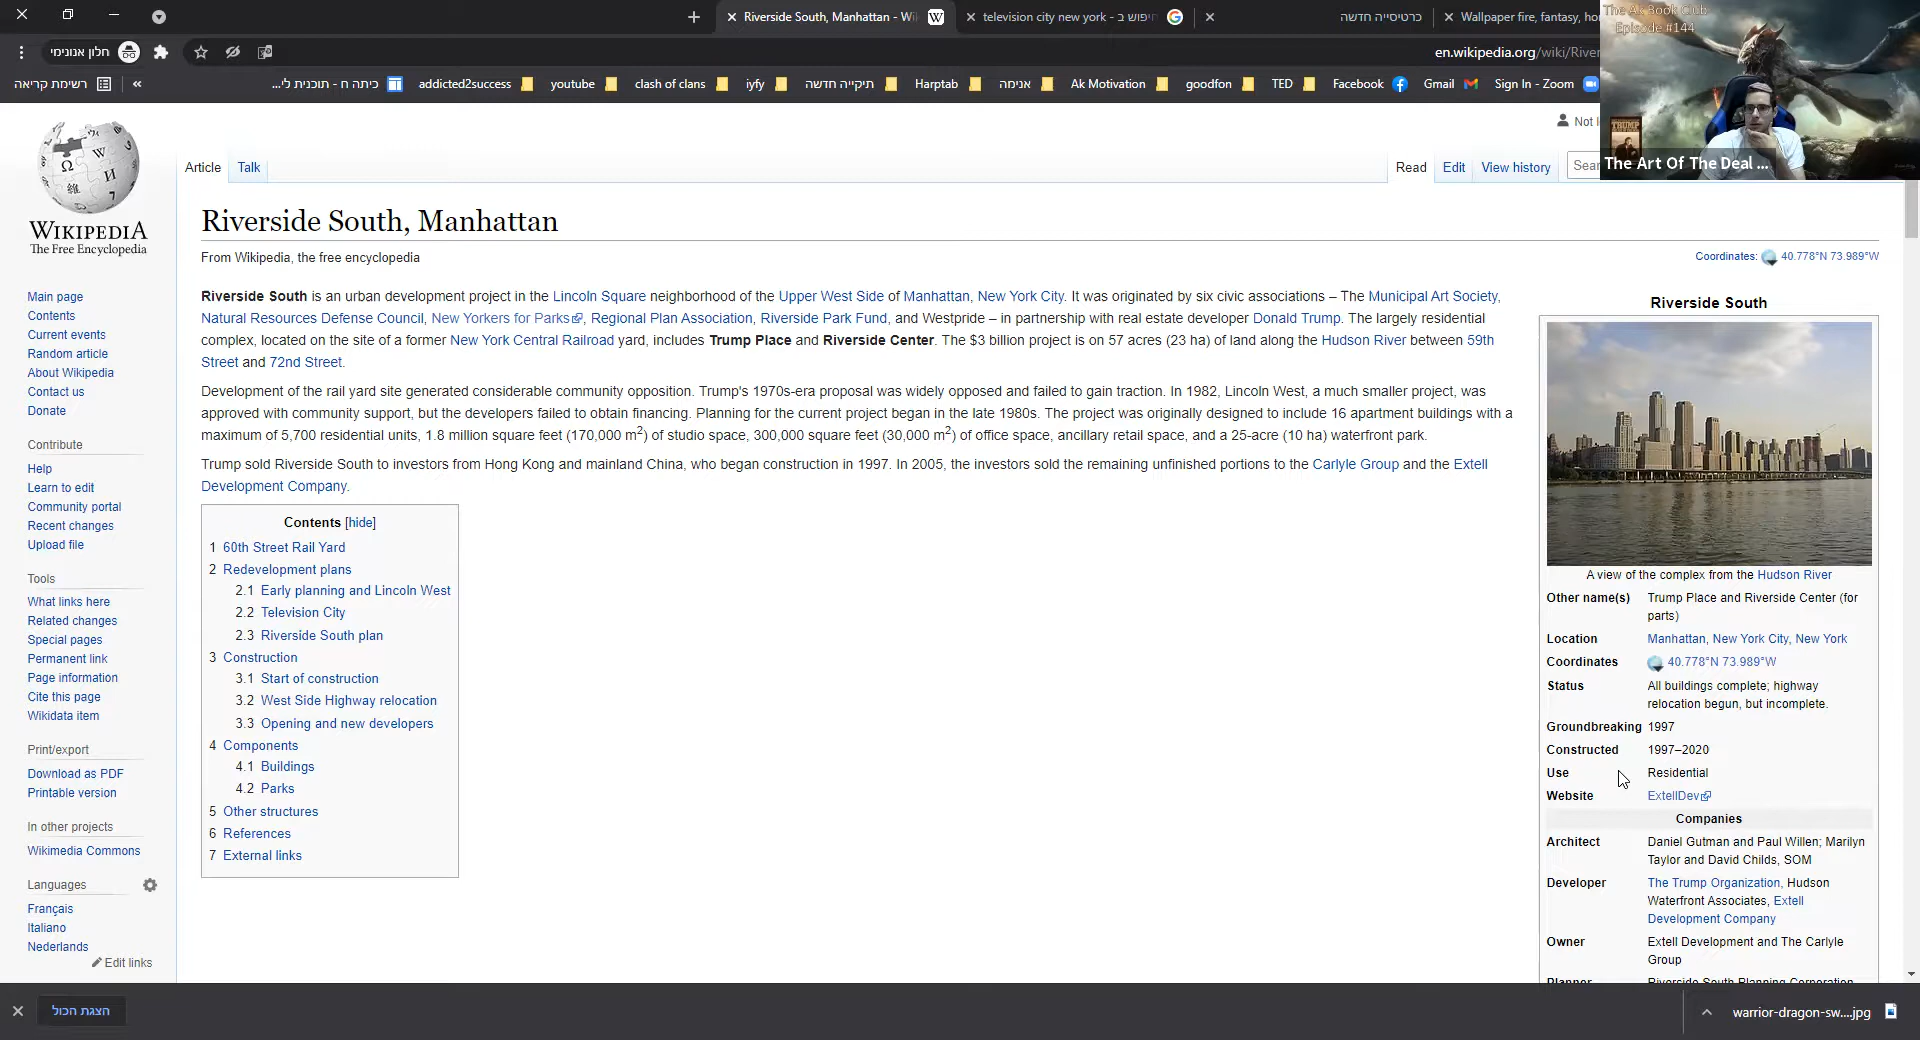 Riverside South, Manhattan - Wi
television city new york - חיפוש ב
כרטיסייה חדשה
Wallpaper fire, fantasy, ho
חלון אנונימי
en.wikipedia.org/wiki/River
רשימת קריאה
«
כיתה ח - תוכנית לי...
addicted2success
youtube
clash of clans
iyfy
תיקייה חדשה
Harptab
אנימה
Ak Motivation
goodfon
TED
Facebook
Gmail
Sign In - Zoom
The Ak Book Club
Episode #144
TRUMP
The Art Of The Deal ...
WIKIPEDIA
The Free Encyclopedia
Not l
Article
Talk
Read
Edit
View history
Sear
Riverside South, Manhattan
From Wikipedia, the free encyclopedia
Coordinates: 40.778°N 73.989°W
Riverside South is an urban development project in the Lincoln Square neighborhood of the Upper West Side of Manhattan, New York City. It was originated by six civic associations – The Municipal Art Society,
Natural Resources Defense Council, New Yorkers for Parks, Regional Plan Association, Riverside Park Fund, and Westpride – in partnership with real estate developer Donald Trump. The largely residential
complex, located on the site of a former New York Central Railroad yard, includes Trump Place and Riverside Center. The $3 billion project is on 57 acres (23 ha) of land along the Hudson River between 59th
Street and 72nd Street.
Development of the rail yard site generated considerable community opposition. Trump's 1970s-era proposal was widely opposed and failed to gain traction. In 1982, Lincoln West, a much smaller project, was
approved with community support, but the developers failed to obtain financing. Planning for the current project began in the late 1980s. The project was originally designed to include 16 apartment buildings with a
maximum of 5,700 residential units, 1.8 million square feet (170,000 m²) of studio space, 300,000 square feet (30,000 m²) of office space, ancillary retail space, and a 25-acre (10 ha) waterfront park.
Trump sold Riverside South to investors from Hong Kong and mainland China, who began construction in 1997. In 2005, the investors sold the remaining unfinished portions to the Carlyle Group and the Extell
Development Company.
Contents [hide]
1 60th Street Rail Yard
2 Redevelopment plans
2.1 Early planning and Lincoln West
2.2 Television City
2.3 Riverside South plan
3 Construction
3.1 Start of construction
3.2 West Side Highway relocation
3.3 Opening and new developers
4 Components
4.1 Buildings
4.2 Parks
5 Other structures
6 References
7 External links
Main page
Contents
Current events
Random article
About Wikipedia
Contact us
Donate
Contribute
Help
Learn to edit
Community portal
Recent changes
Upload file
Tools
What links here
Related changes
Special pages
Permanent link
Page information
Cite this page
Wikidata item
Print/export
Download as PDF
Printable version
In other projects
Wikimedia Commons
Languages
Français
Italiano
Nederlands
Edit links
Riverside South
A view of the complex from the Hudson River
Other name(s) Trump Place and Riverside Center (for
parts)
Location Manhattan, New York City, New York
Coordinates 40.778°N 73.989°W
Status All buildings complete; highway
relocation begun, but incomplete.
Groundbreaking 1997
Constructed 1997–2020
Use Residential
Website ExtellDev
Companies
Architect Daniel Gutman and Paul Willen; Marilyn
Taylor and David Childs, SOM
Developer The Trump Organization, Hudson
Waterfront Associates, Extell
Development Company
Owner Extell Development and The Carlyle
Group
Planner Riverside South Planning Corporation
הצגת הכול
warrior-dragon-sw....jpg